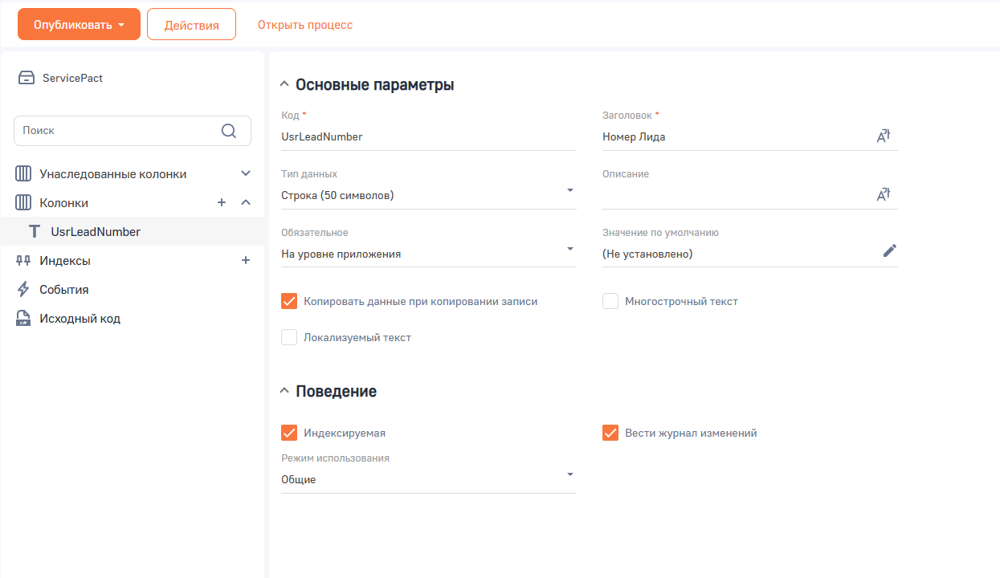 Опубликовать
Действия
Открыть процесс
ServicePact
Поиск
Унаследованные колонки
Колонки
UsrLeadNumber
Индексы
События
Исходный код
Основные параметры
Код *
UsrLeadNumber
Заголовок *
Номер Лида
Тип данных
Строка (50 символов)
Описание
Обязательное
На уровне приложения
Значение по умолчанию
(Не установлено)
Копировать данные при копировании записи
Многострочный текст
Локализуемый текст
Поведение
Индексируемая
Вести журнал изменений
Режим использования
Общие